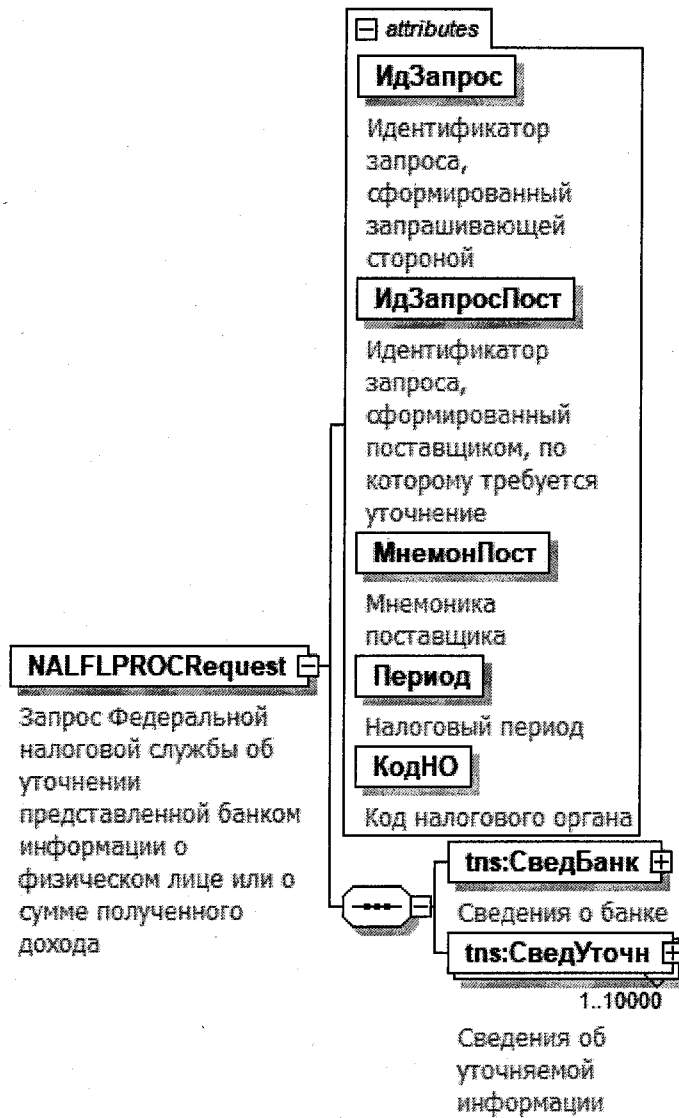 attributes
ИдЗапрос
Идентификатор
запроса,
сформированный
запрашивающей
стороной
ИдЗапросПост
Идентификатор
запроса,
сформированный
поставщиком, по
которому требуется
уточнение
МнемонПост
Мнемоника
поставщика
Период
Налоговый период
КодНО
Код налогового органа
NALFLPROCRequest
Запрос Федеральной
налоговой службы об
уточнении
представленной банком
информации о
физическом лице или о
сумме полученного
дохода
tns:СведБанк
Сведения о банке
tns:СведУточн
1..10000
Сведения об
уточняемой
информации